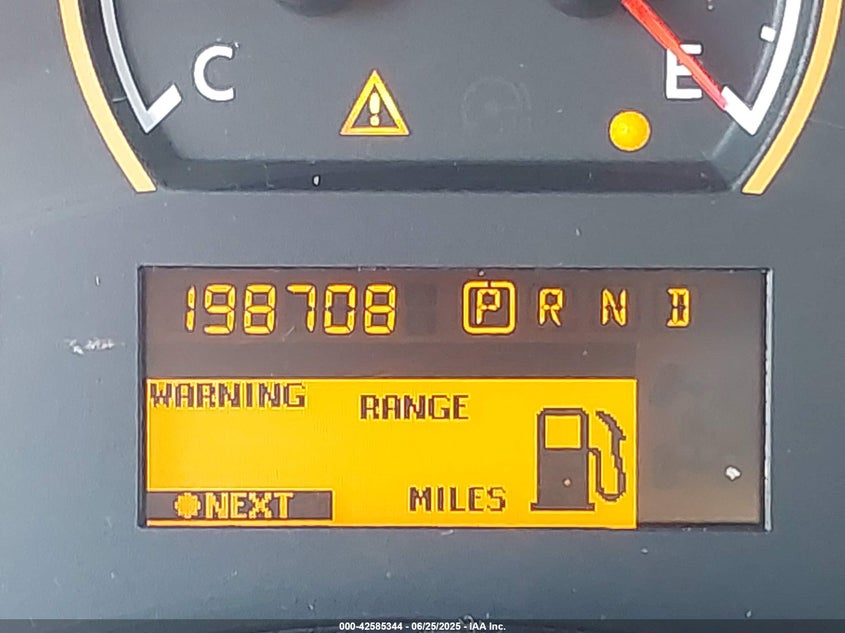 C
E
198708 P R N D
WARNING RANGE
NEXT MILES
000-42585344 - 06/25/2025 - IAA Inc.